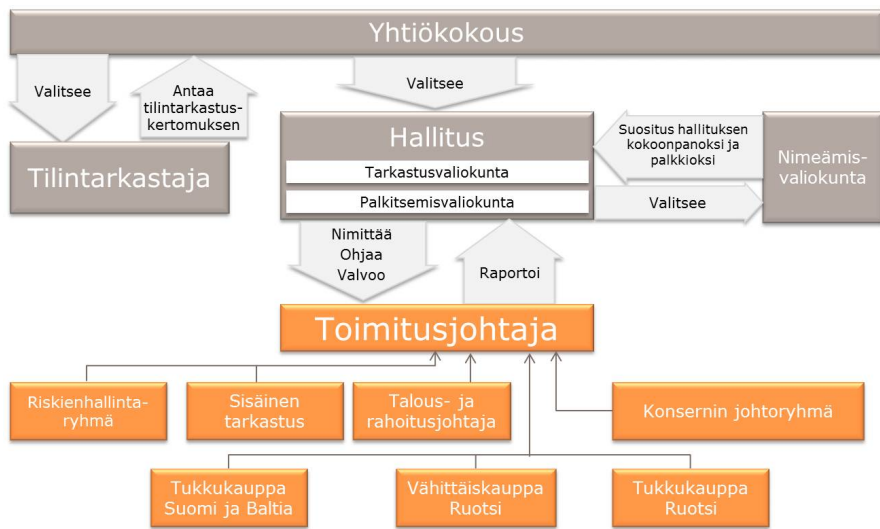 Yhtiökokous
Valitsee
Antaa
tilintarkastus-
kertomuksen
Valitsee
Tilintarkastaja
Hallitus
Tarkastusvaliokunta
Palkitsemisvaliokunta
Suositus hallituksen
kokoonpanoksi ja
palkkioksi
Valitsee
Nimeämis-
valiokunta
Nimittää
Ohjaa
Valvoo
Raportoi
Toimitusjohtaja
Riskienhallinta-
ryhmä
Sisäinen
tarkastus
Talous- ja
rahoitusjohtaja
Konsernin johtoryhmä
Tukkukauppa
Suomi ja Baltia
Vähittäiskauppa
Ruotsi
Tukkukauppa
Ruotsi